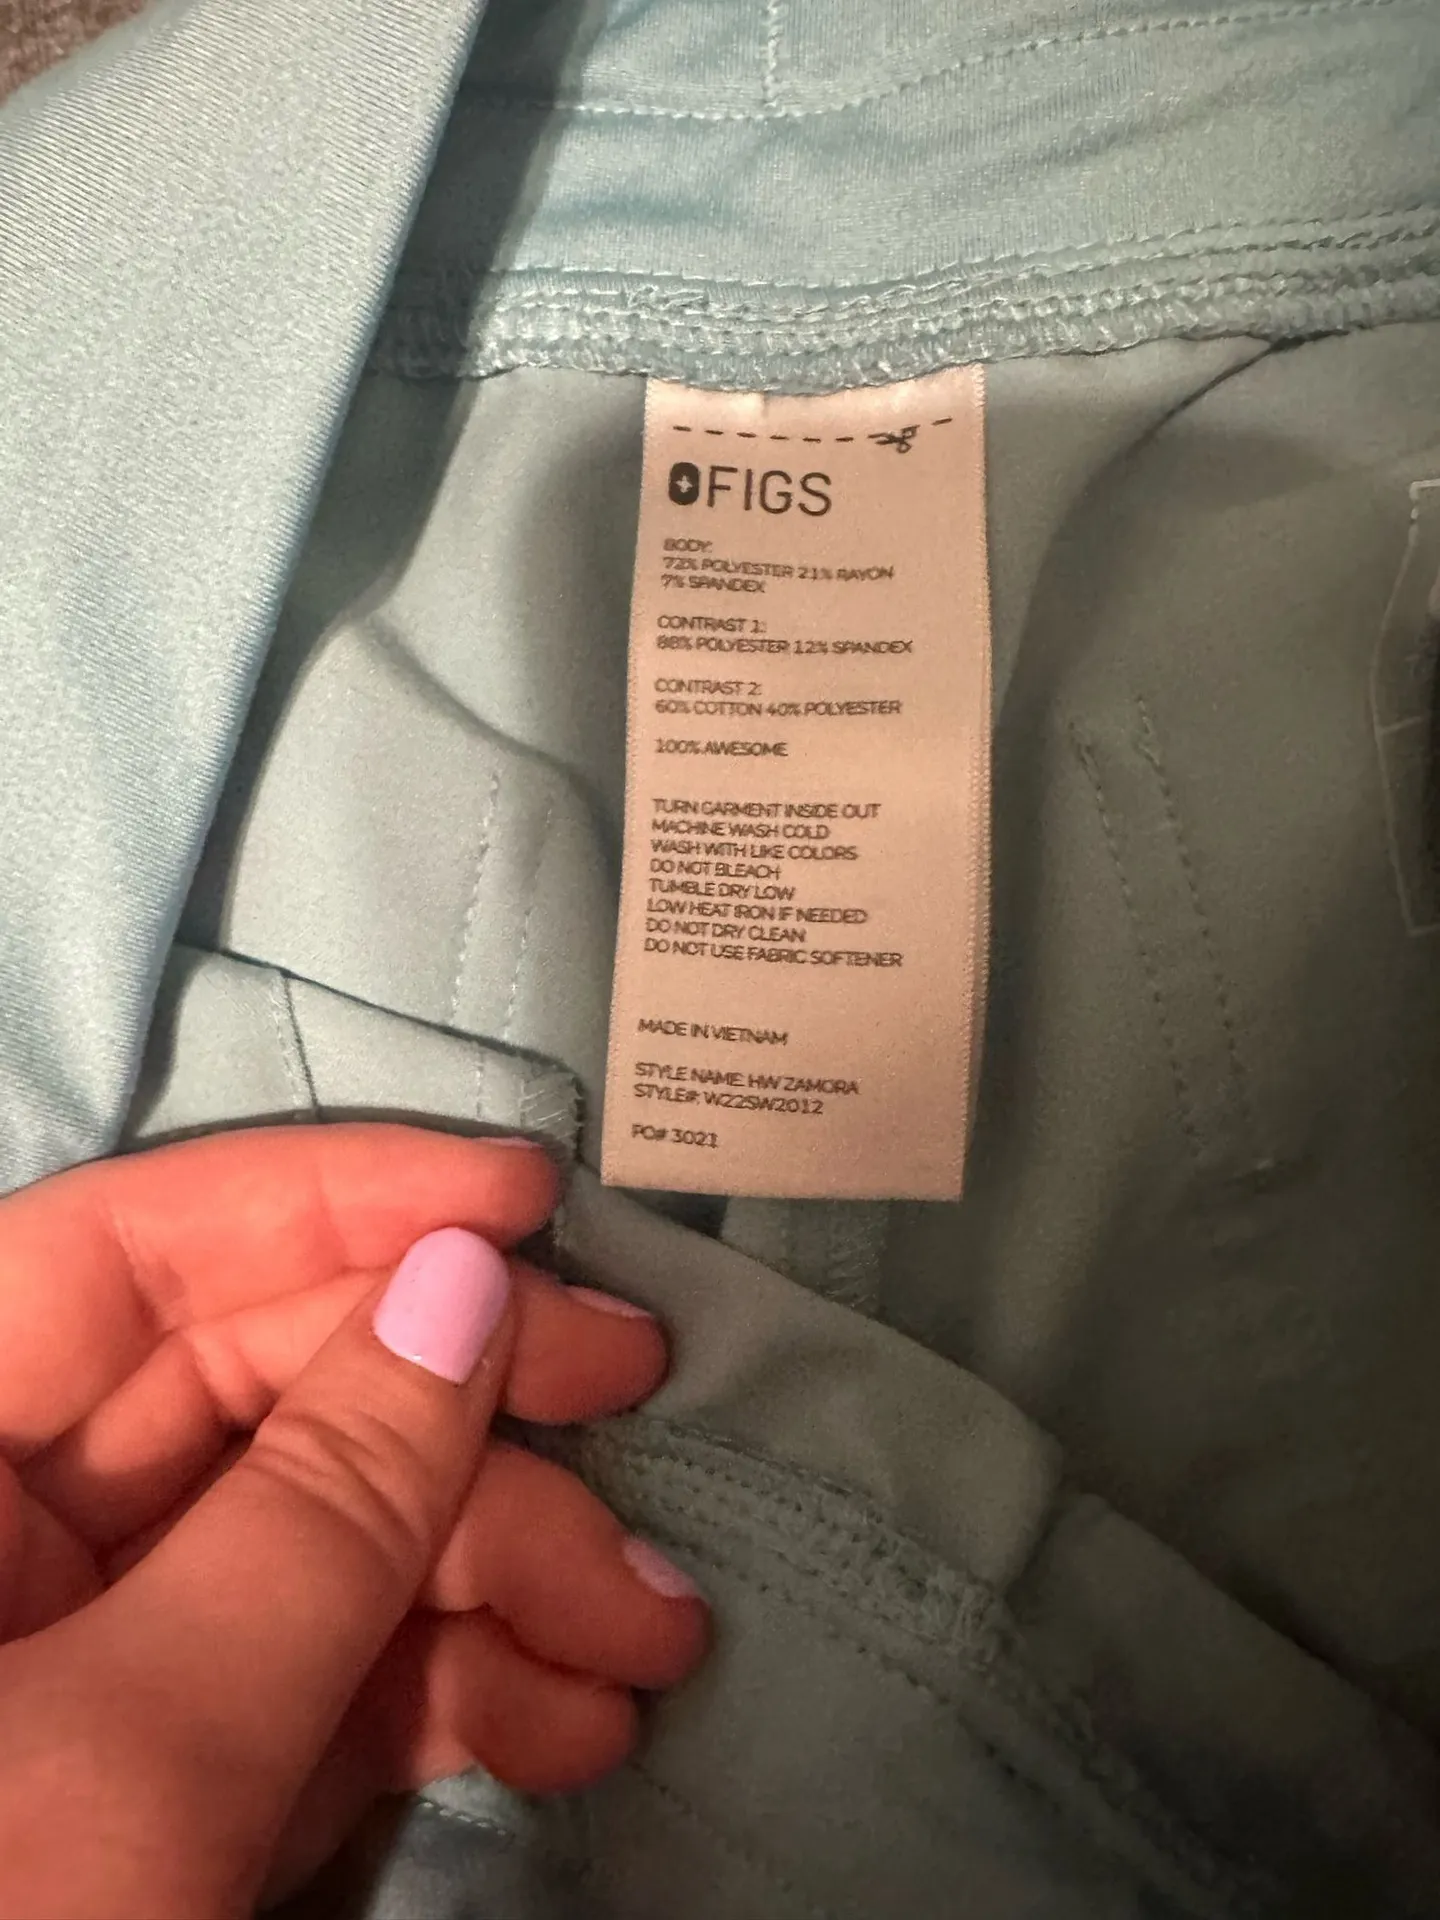 FIGS
BODY:
72% POLYESTER 21% RAYON
7% SPANDEX
CONTRAST 1:
88% POLYESTER 12% SPANDEX
CONTRAST 2:
60% COTTON 40% POLYESTER
100% AWESOME
TURN GARMENT INSIDE OUT
MACHINE WASH COLD
WASH WITH LIKE COLORS
DO NOT BLEACH
TUMBLE DRY LOW
LOW HEAT IRON IF NEEDED
DO NOT DRY CLEAN
DO NOT USE FABRIC SOFTENER
MADE IN VIETNAM
STYLE NAME: HW ZAMORA
STYLE#: W22SW2012
PO# 3021